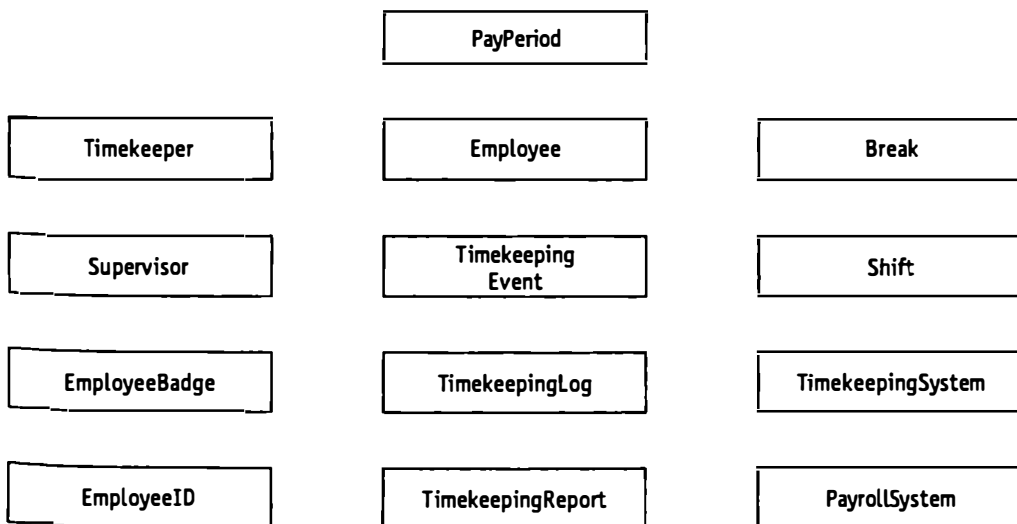 PayPeriod
Timekeeper
Employee
Break
Supervisor
Timekeeping
Event
Shift
EmployeeBadge
TimekeepingLog
TimekeepingSystem
EmployeeID
TimekeepingReport
PayrollSystem